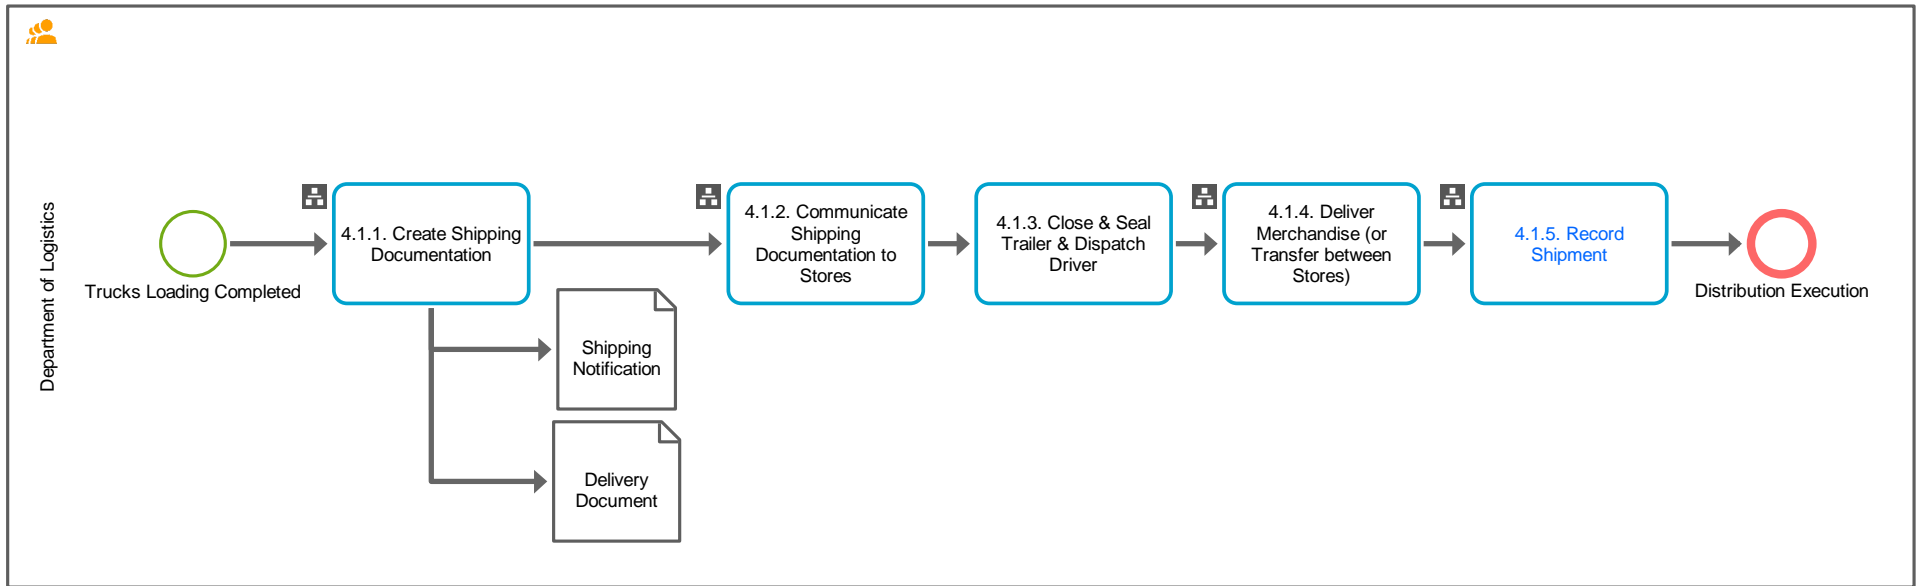 Department of Logistics
Trucks Loading Completed
4.1.1. Create Shipping
Documentation
Shipping
Notification
Delivery
Document
4.1.2. Communicate
Shipping
Documentation to
Stores
4.1.3. Close & Seal
Trailer & Dispatch
Driver
4.1.4. Deliver
Merchandise (or
Transfer between
Stores)
4.1.5. Record
Shipment
Distribution Execution